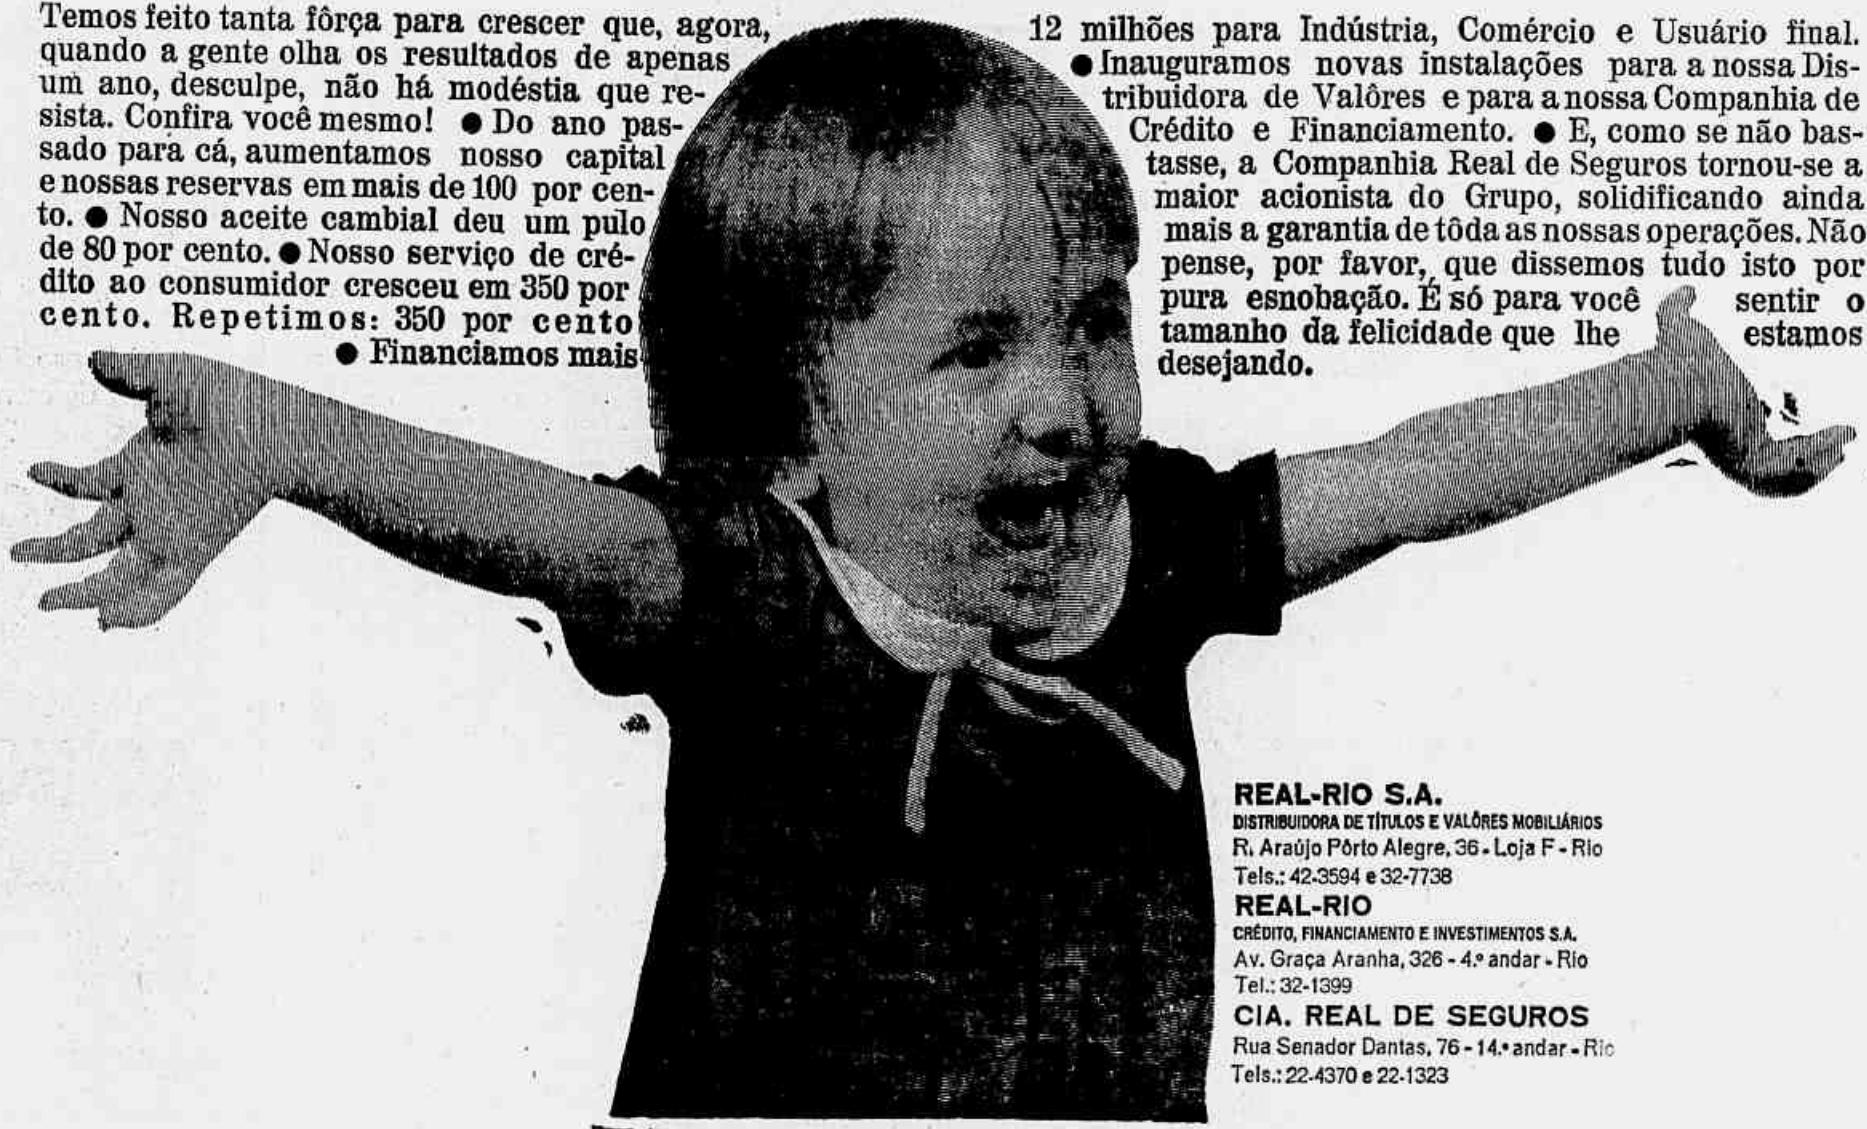 Temos feito tanta fôrça para crescer que, agora,
quando a gente olha os resultados de apenas
um ano, desculpe, não há modéstia que re-
sista. Confira você mesmo! ● Do ano pas-
sado para cá, aumentamos nosso capital
e nossas reservas em mais de 100 por cen-
to. ● Nosso aceite cambial deu um pulo
de 80 por cento. ● Nosso serviço de cré-
dito ao consumidor cresceu em 350 por
cento. Repetimos: 350 por cento
● Financiamos mais
12 milhões para Indústria, Comércio e Usuário final.
● Inauguramos novas instalações para a nossa Dis-
tribuidora de Valôres e para a nossa Companhia de
Crédito e Financiamento. ● E, como se não bas-
tasse, a Companhia Real de Seguros tornou-se a
maior acionista do Grupo, solidificando ainda
mais a garantia de tôda as nossas operações. Não
pense, por favor, que dissemos tudo isto por
pura esnobação. É só para você sentir o
tamanho da felicidade que lhe estamos
desejando.
REAL-RIO S.A.
DISTRIBUIDORA DE TÍTULOS E VALÔRES MOBILIÁRIOS
R. Araújo Pôrto Alegre, 36 - Loja F - Rio
Tels.: 42-3594 e 32-7738
REAL-RIO
CRÉDITO, FINANCIAMENTO E INVESTIMENTOS S.A.
Av. Graça Aranha, 326 - 4.º andar - Rio
Tel.: 32-1399
CIA. REAL DE SEGUROS
Rua Senador Dantas, 76 - 14.º andar - Rio
Tels.: 22-4370 e 22-1323